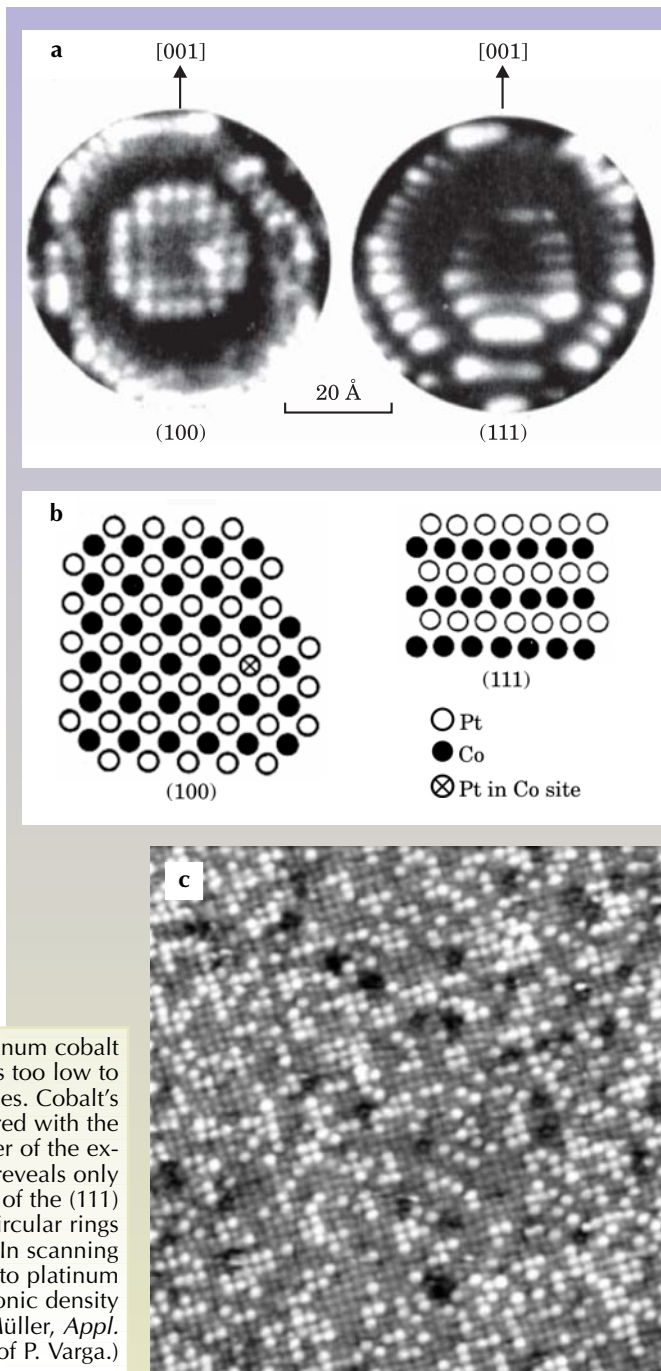 a
[001] [001]
20 Å
(100) (111)
b
(111)
Pt
Co
(100)
Pt in Co site
c
num cobalt
s too low to
es. Cobalt's
red with the
er of the ex-
reveals only
of the (111)
ircular rings
In scanning
to platinum
onic density
Müller, Appl.
of P. Varga.)